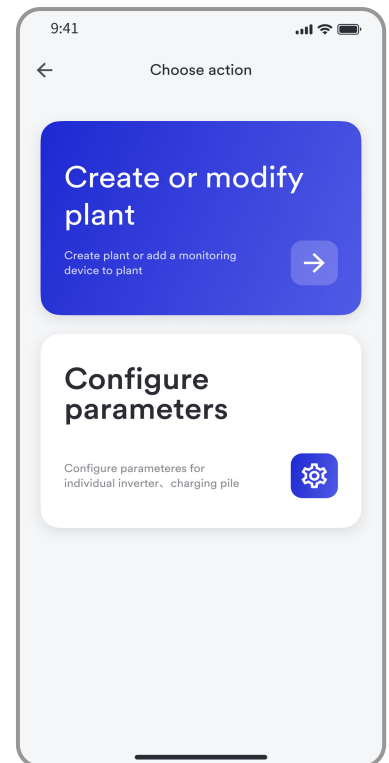 9:41
Choose action
Create or modify
plant
Create plant or add a monitoring
device to plant
Configure
parameters
Configure parameteres for
individual inverter、charging pile